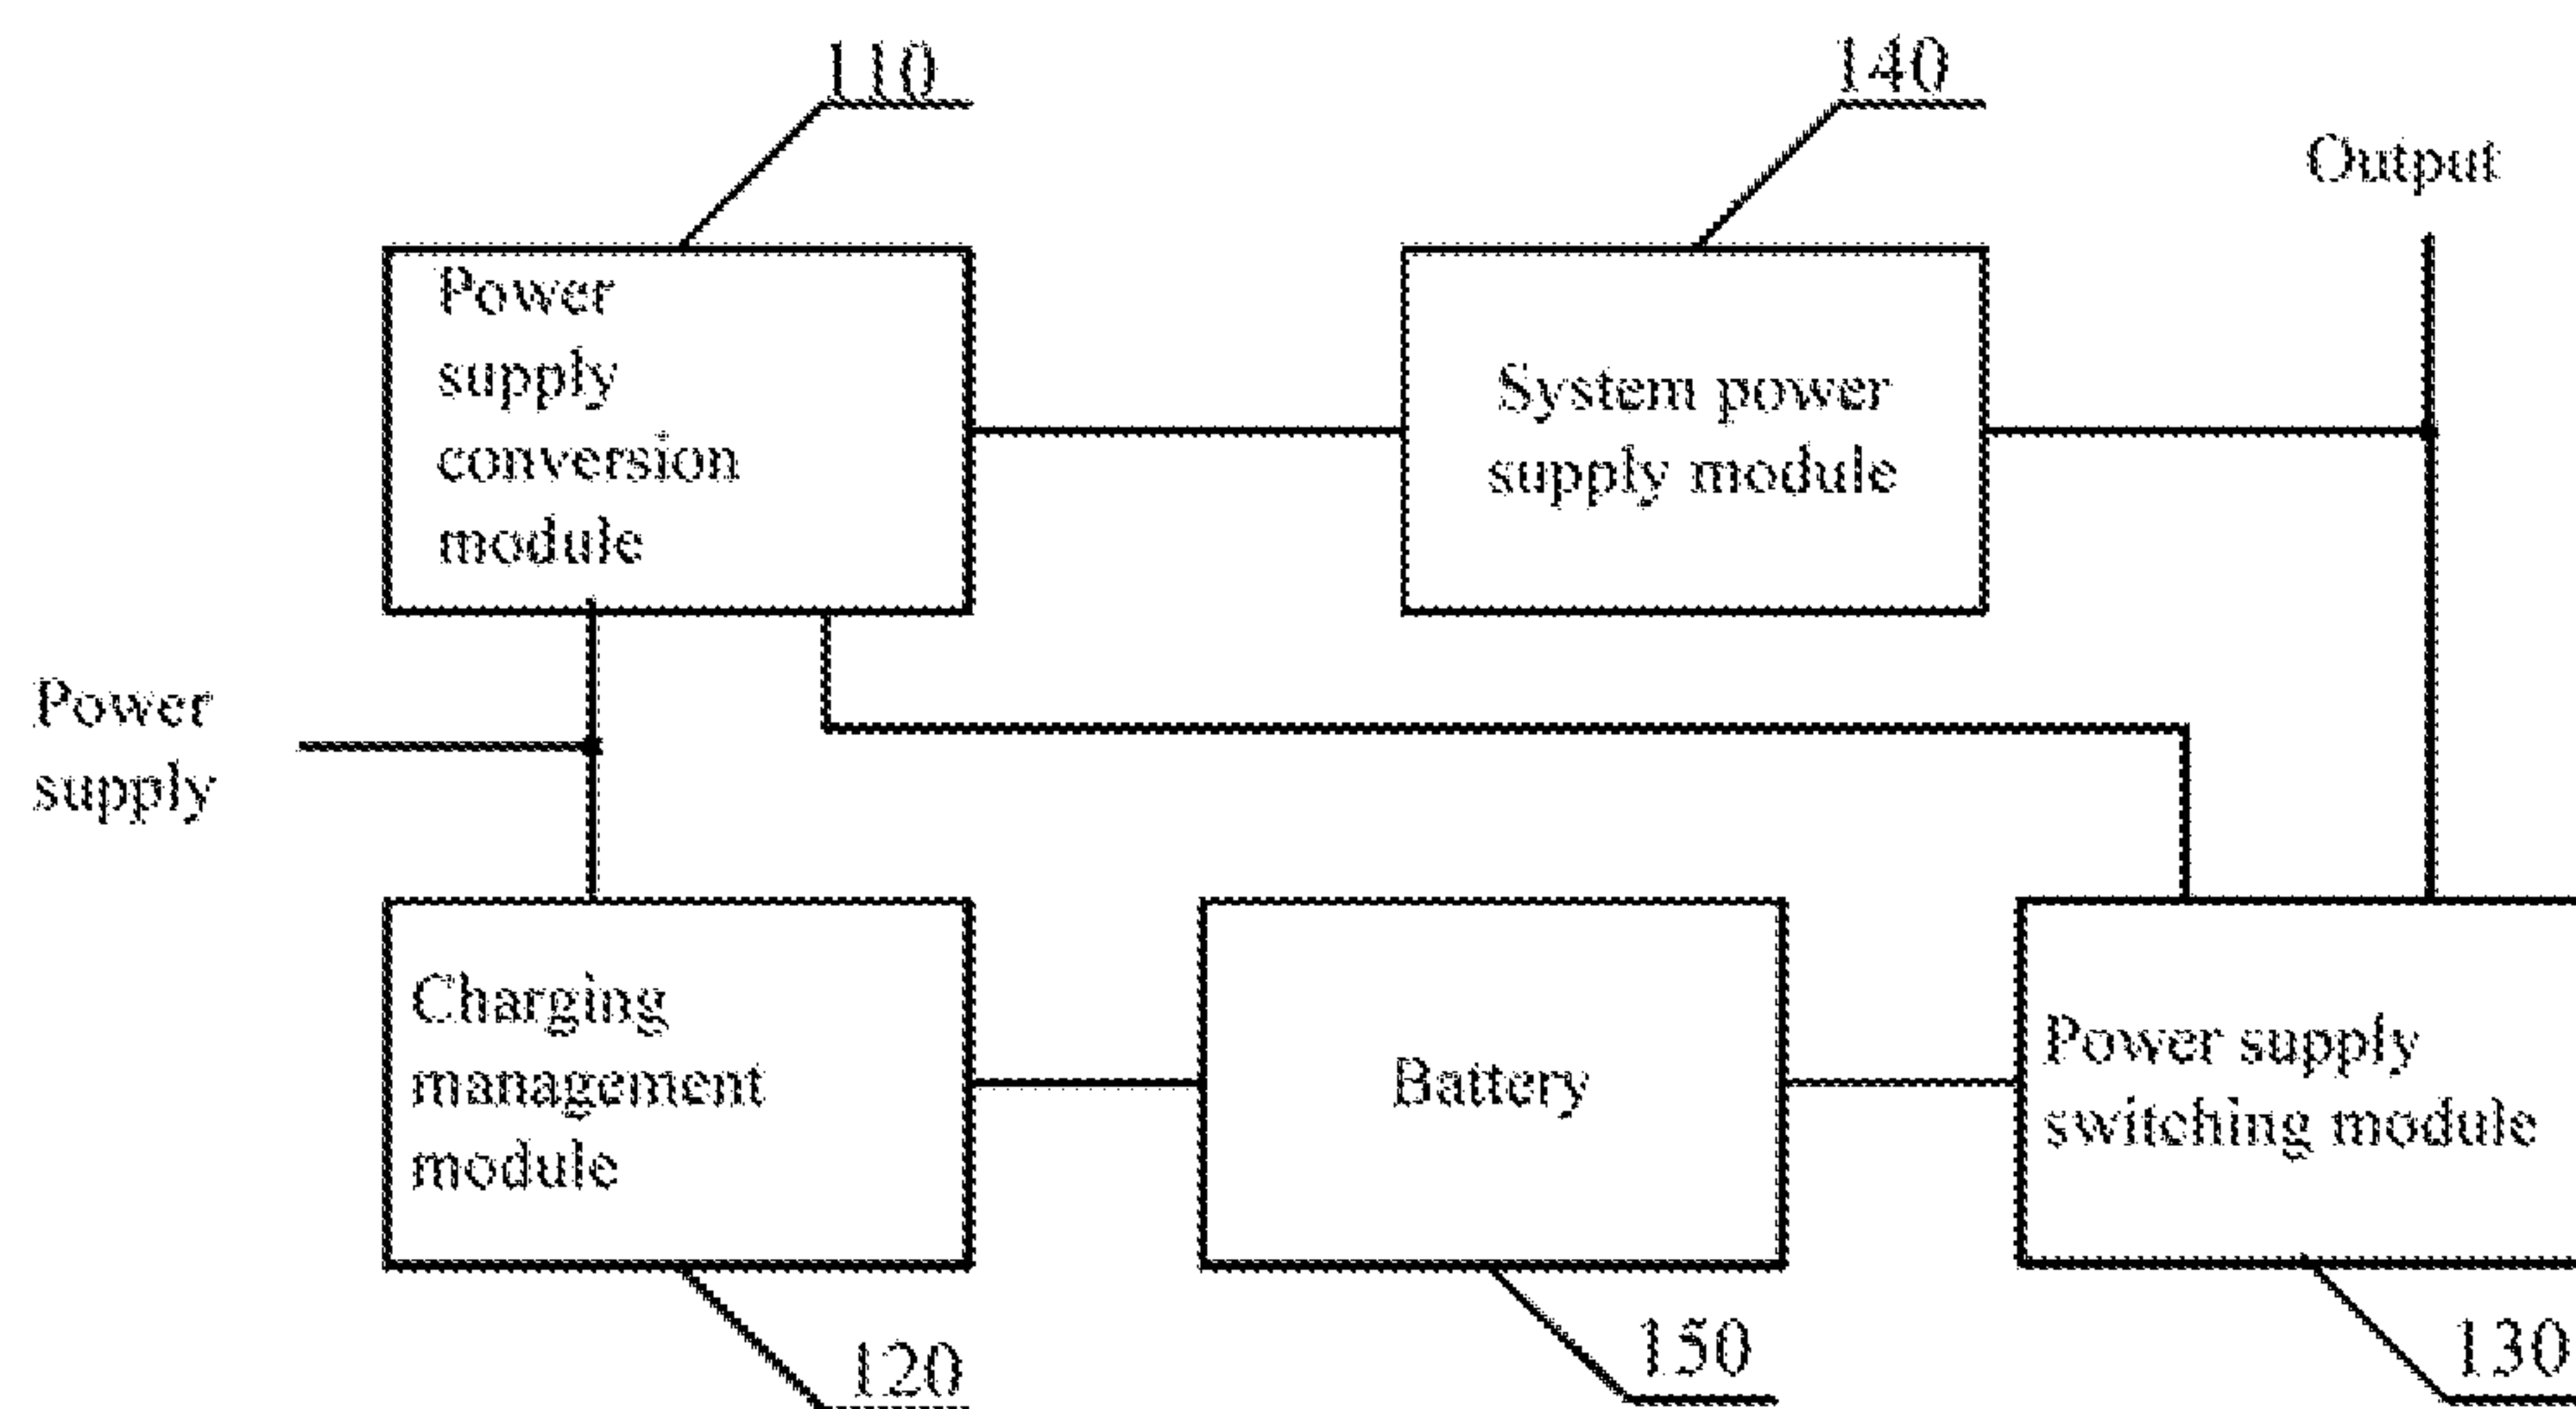 110
140
Output
Power
supply
conversion
module
System power
supply module
Power
supply
Charging
management
module
Battery
Power supply
switching module
120
150
130